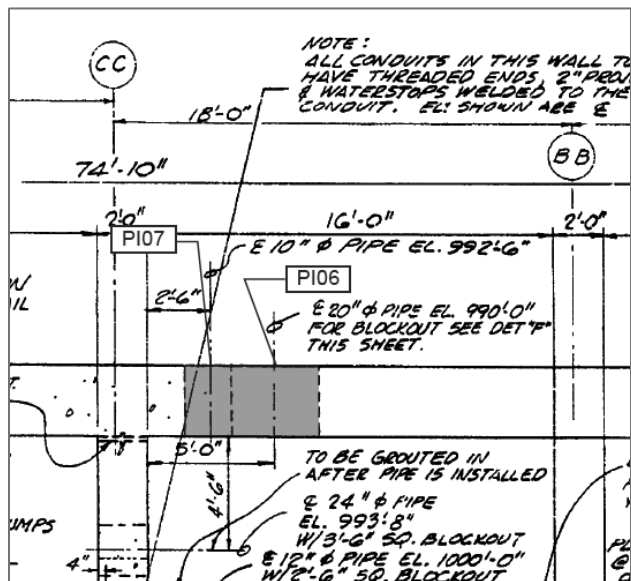 NOTE:
ALL CONDUITS IN THIS WALL TO
HAVE THREADED ENDS, 2" PROJ
& WATERSTOPS WELDED TO THE
CONDUIT. EL: SHOWN ARE ℄
CC
18'-0"
BB
74'-10"
2'-0"
16'-0"
2'-0"
PI07
℄ 10" φ PIPE EL. 992'-6"
PI06
2'-6"
℄ 20" φ PIPE EL. 990'-0"
FOR BLOCKOUT SEE DET "F"
THIS SHEET.
IL
5'-0"
TO BE GROUTED IN
AFTER PIPE IS INSTALLED
4'-6"
℄ 24" φ PIPE
EL. 993'-8"
W/3'-6" SQ. BLOCKOUT
UMPS
4"
℄ 12" φ PIPE EL. 1000'-0"
W/2'-6" SQ. BLOCKOUT